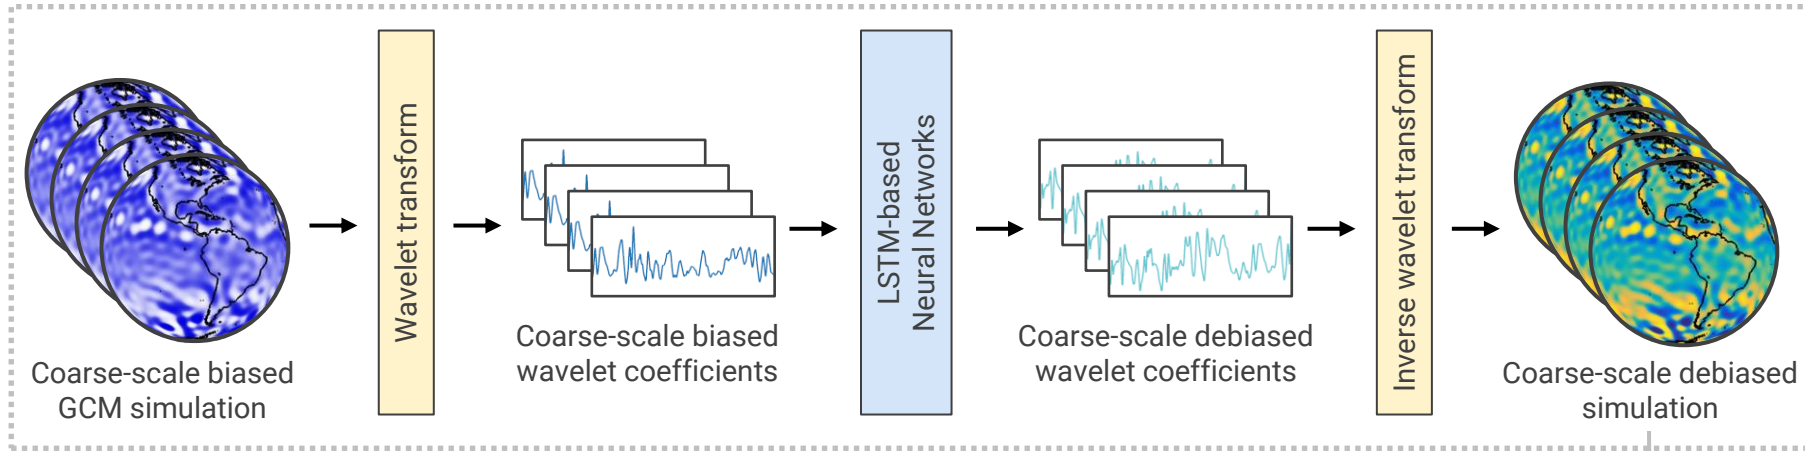 Coarse-scale biased
GCM simulation
Wavelet transform
Coarse-scale biased
wavelet coefficients
LSTM-based
Neural Networks
Coarse-scale debiased
wavelet coefficients
Inverse wavelet transform
Coarse-scale debiased
simulation